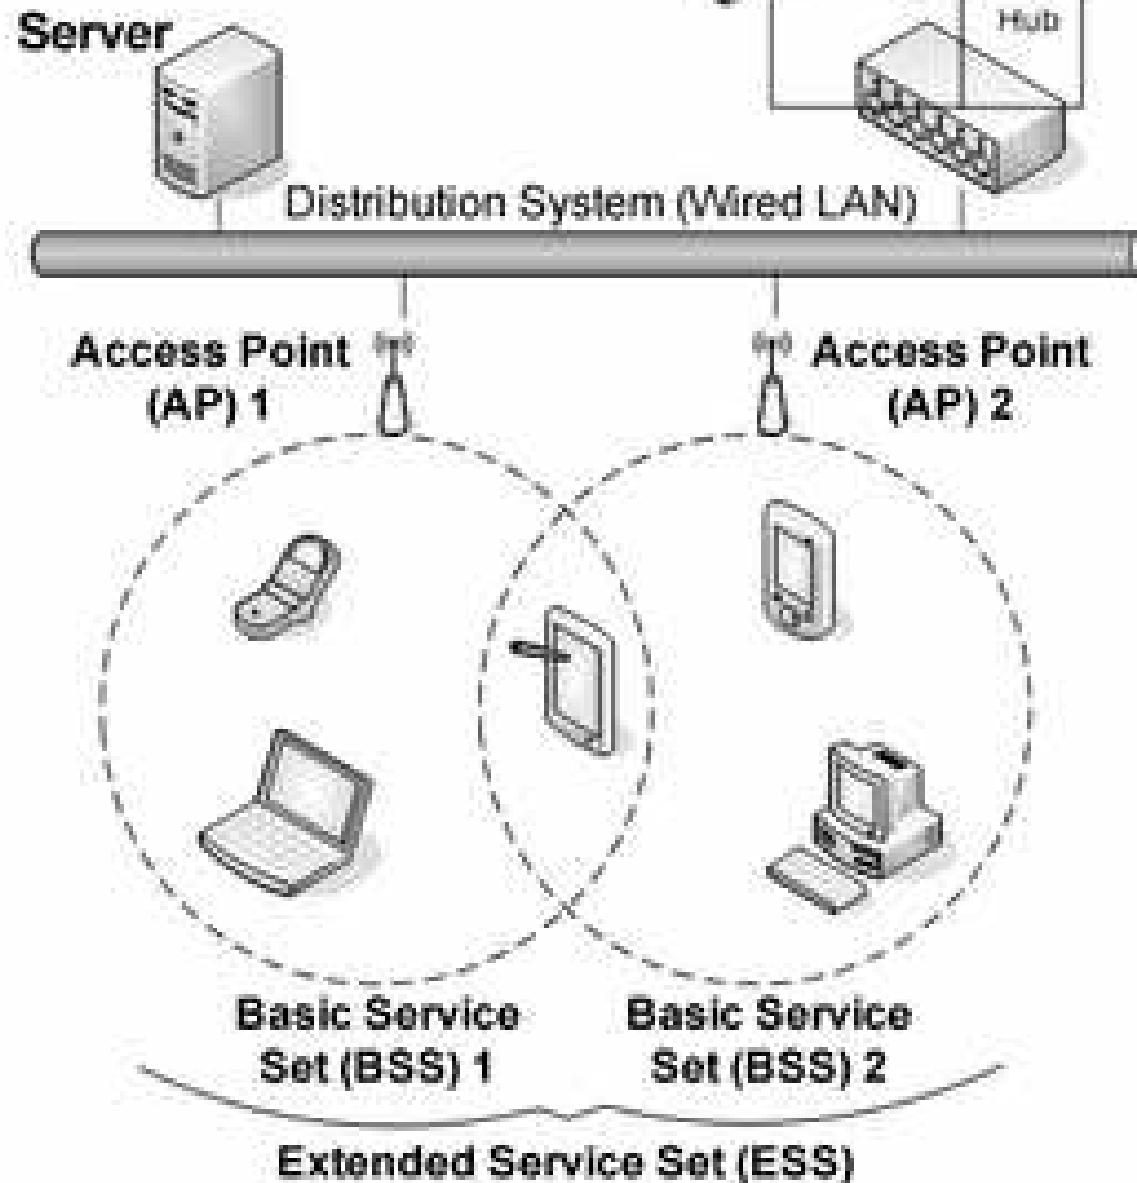 Server
Hub
Distribution System (Wired LAN)
Access Point
(AP) 1
Access Point
(AP) 2
Basic Service
Set (BSS) 1
Basic Service
Set (BSS) 2
Extended Service Set (ESS)